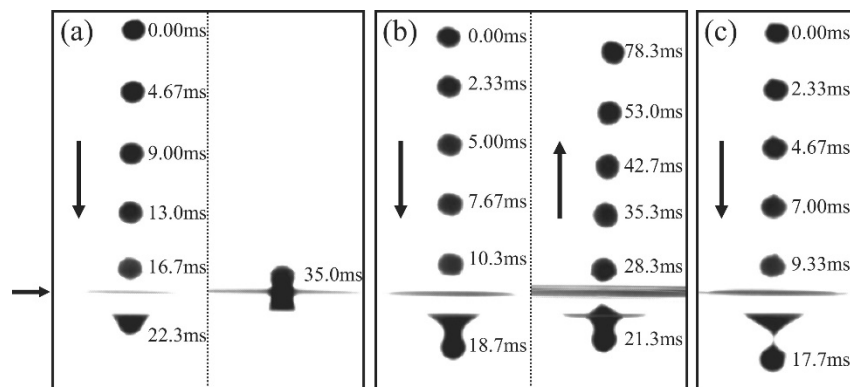 (a)
0.00ms
4.67ms
9.00ms
13.0ms
16.7ms
22.3ms
35.0ms
(b)
0.00ms
2.33ms
5.00ms
7.67ms
10.3ms
18.7ms
78.3ms
53.0ms
42.7ms
35.3ms
28.3ms
21.3ms
(c)
0.00ms
2.33ms
4.67ms
7.00ms
9.33ms
17.7ms